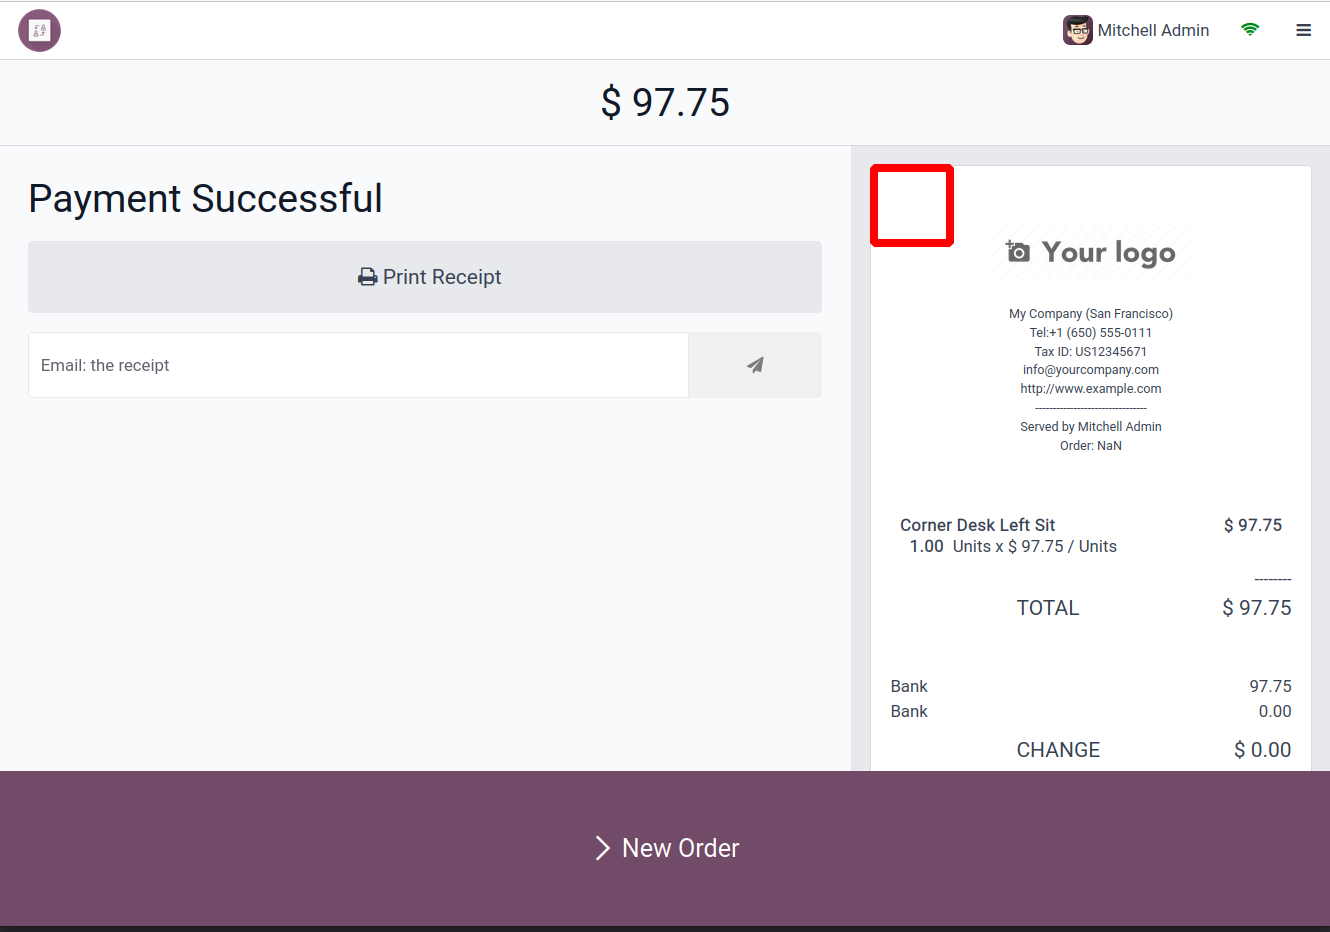 Mitchell Admin
$ 97.75
Payment Successful
Print Receipt
Email: the receipt
Your logo
My Company (San Francisco)
Tel:+1 (650) 555-0111
Tax ID: US12345671
info@yourcompany.com
http://www.example.com
--------------------------------
Served by Mitchell Admin
Order: NaN
Corner Desk Left Sit $ 97.75
1.00 Units x $ 97.75 / Units
--------
TOTAL $ 97.75
Bank 97.75
Bank 0.00
CHANGE $ 0.00
New Order